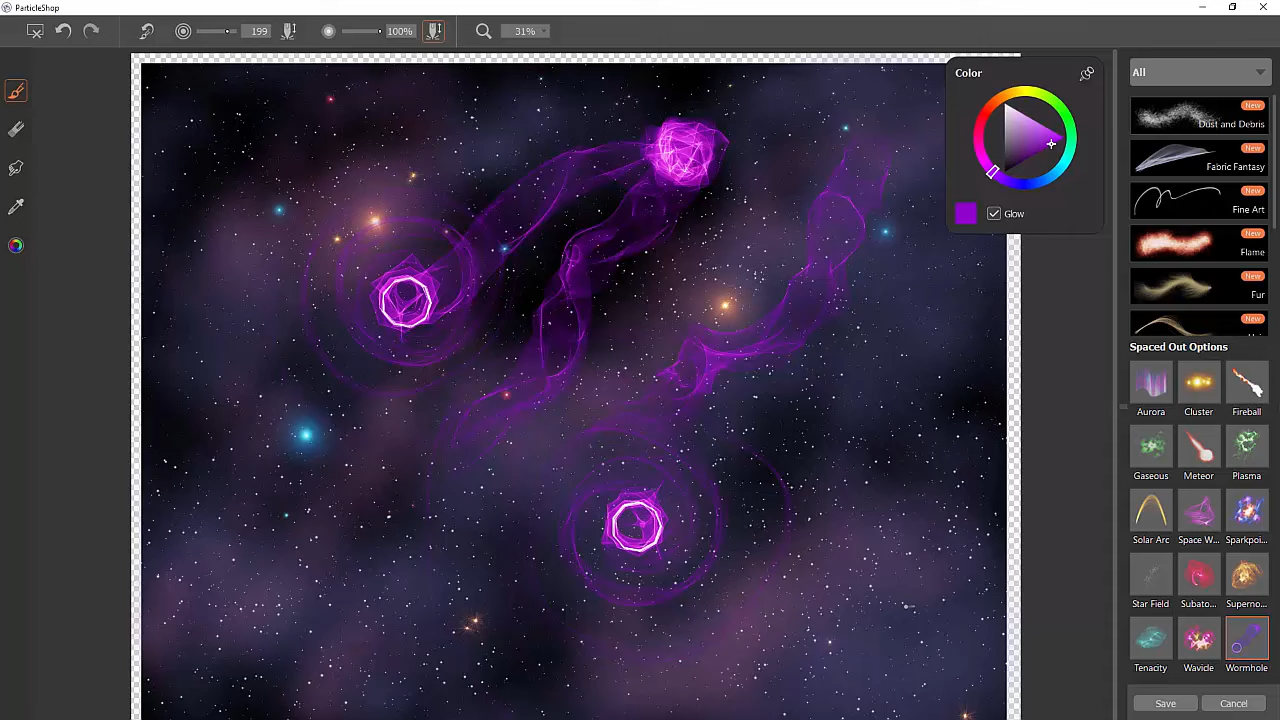 ParticleShop
199
100%
31%
Color
Glow
All
New
Dust and Debris
New
Fabric Fantasy
New
Fine Art
New
Flame
New
Fur
New
Spaced Out Options
Aurora
Fireball
Gaseous
Meteor
Plasma
Solar Arc
Space W...
Sparkpo...
Star Field
Subato...
Superno...
Tenacity
Wavide
Wormhole
Save
Cancel